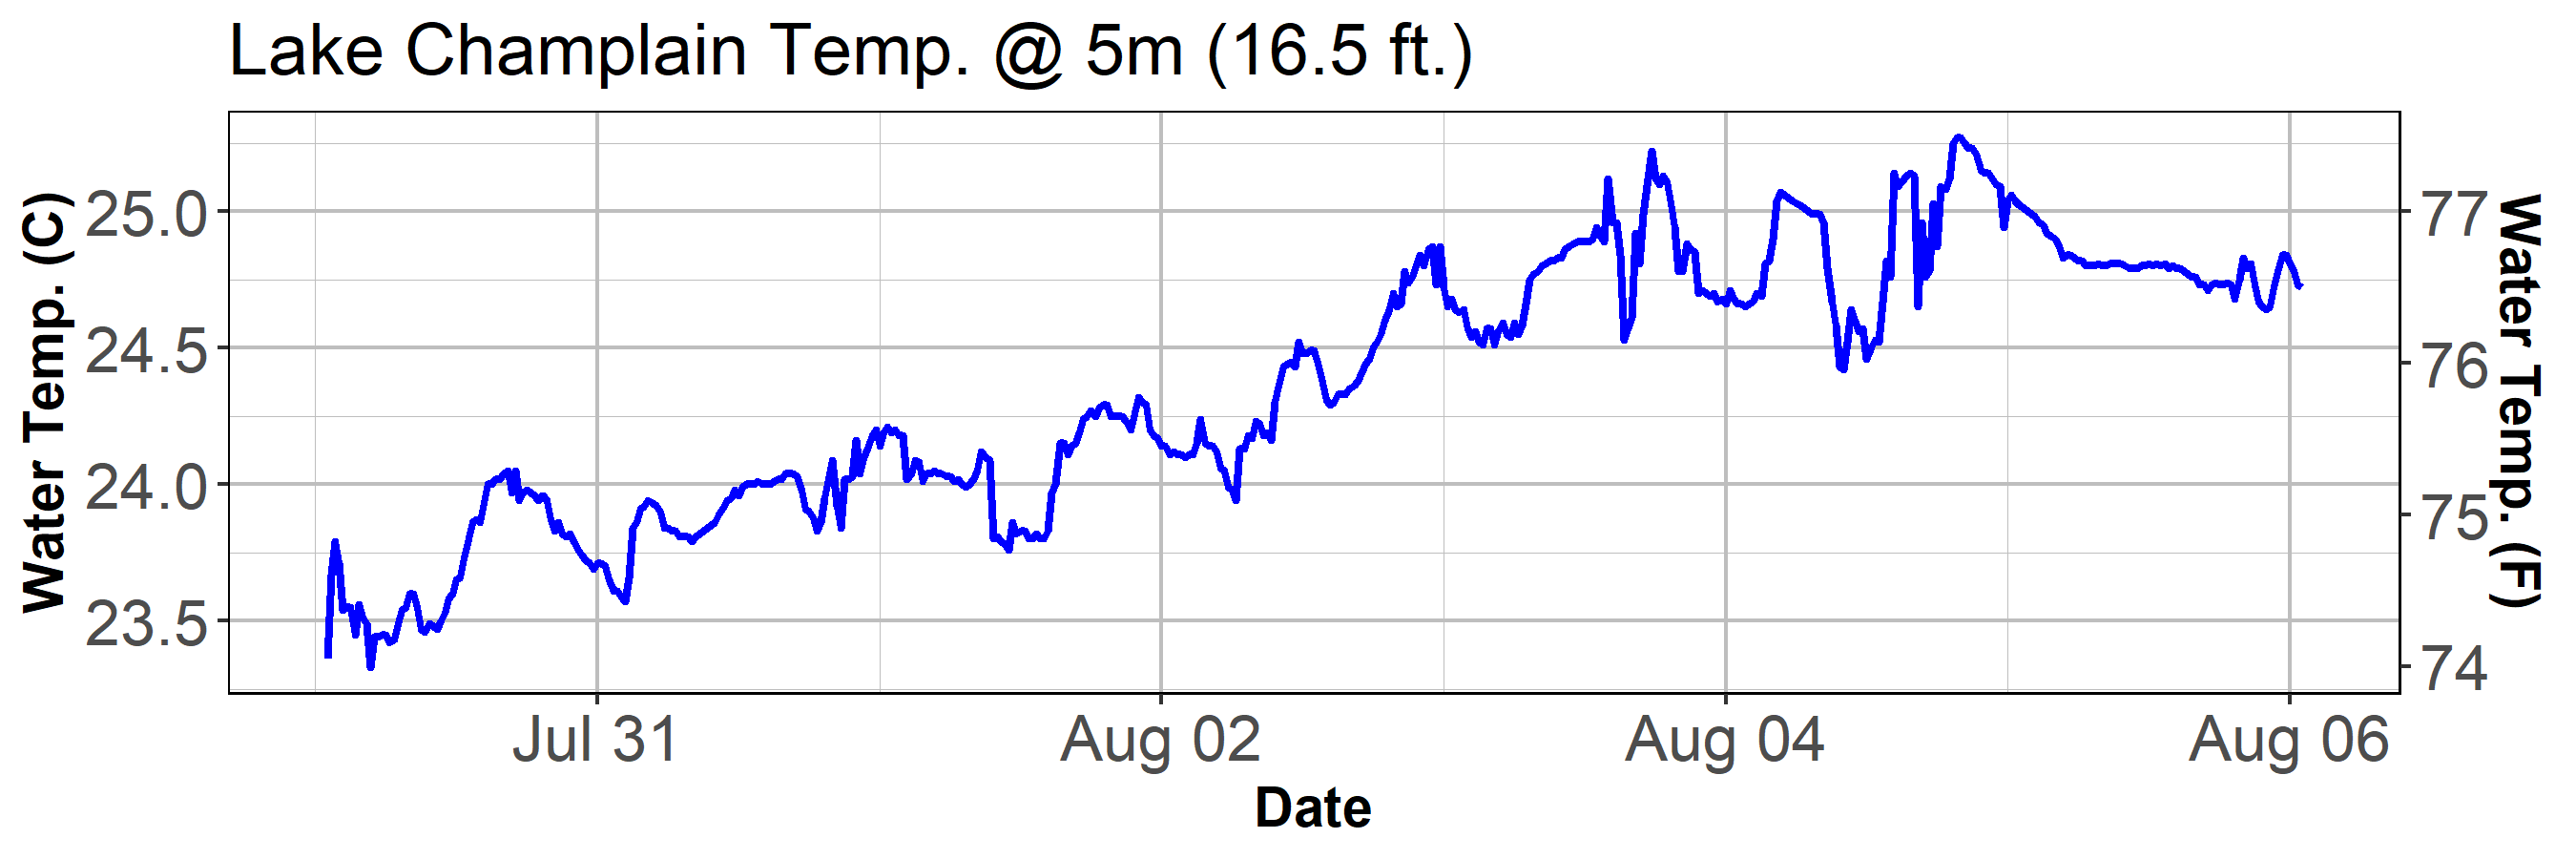 Lake Champlain Temp. @ 5m (16.5 ft.)
Water Temp. (C)
25.0
24.5
24.0
23.5
77
76
75
74
Water Temp. (F)
Jul 31 Aug 02 Aug 04 Aug 06
Date